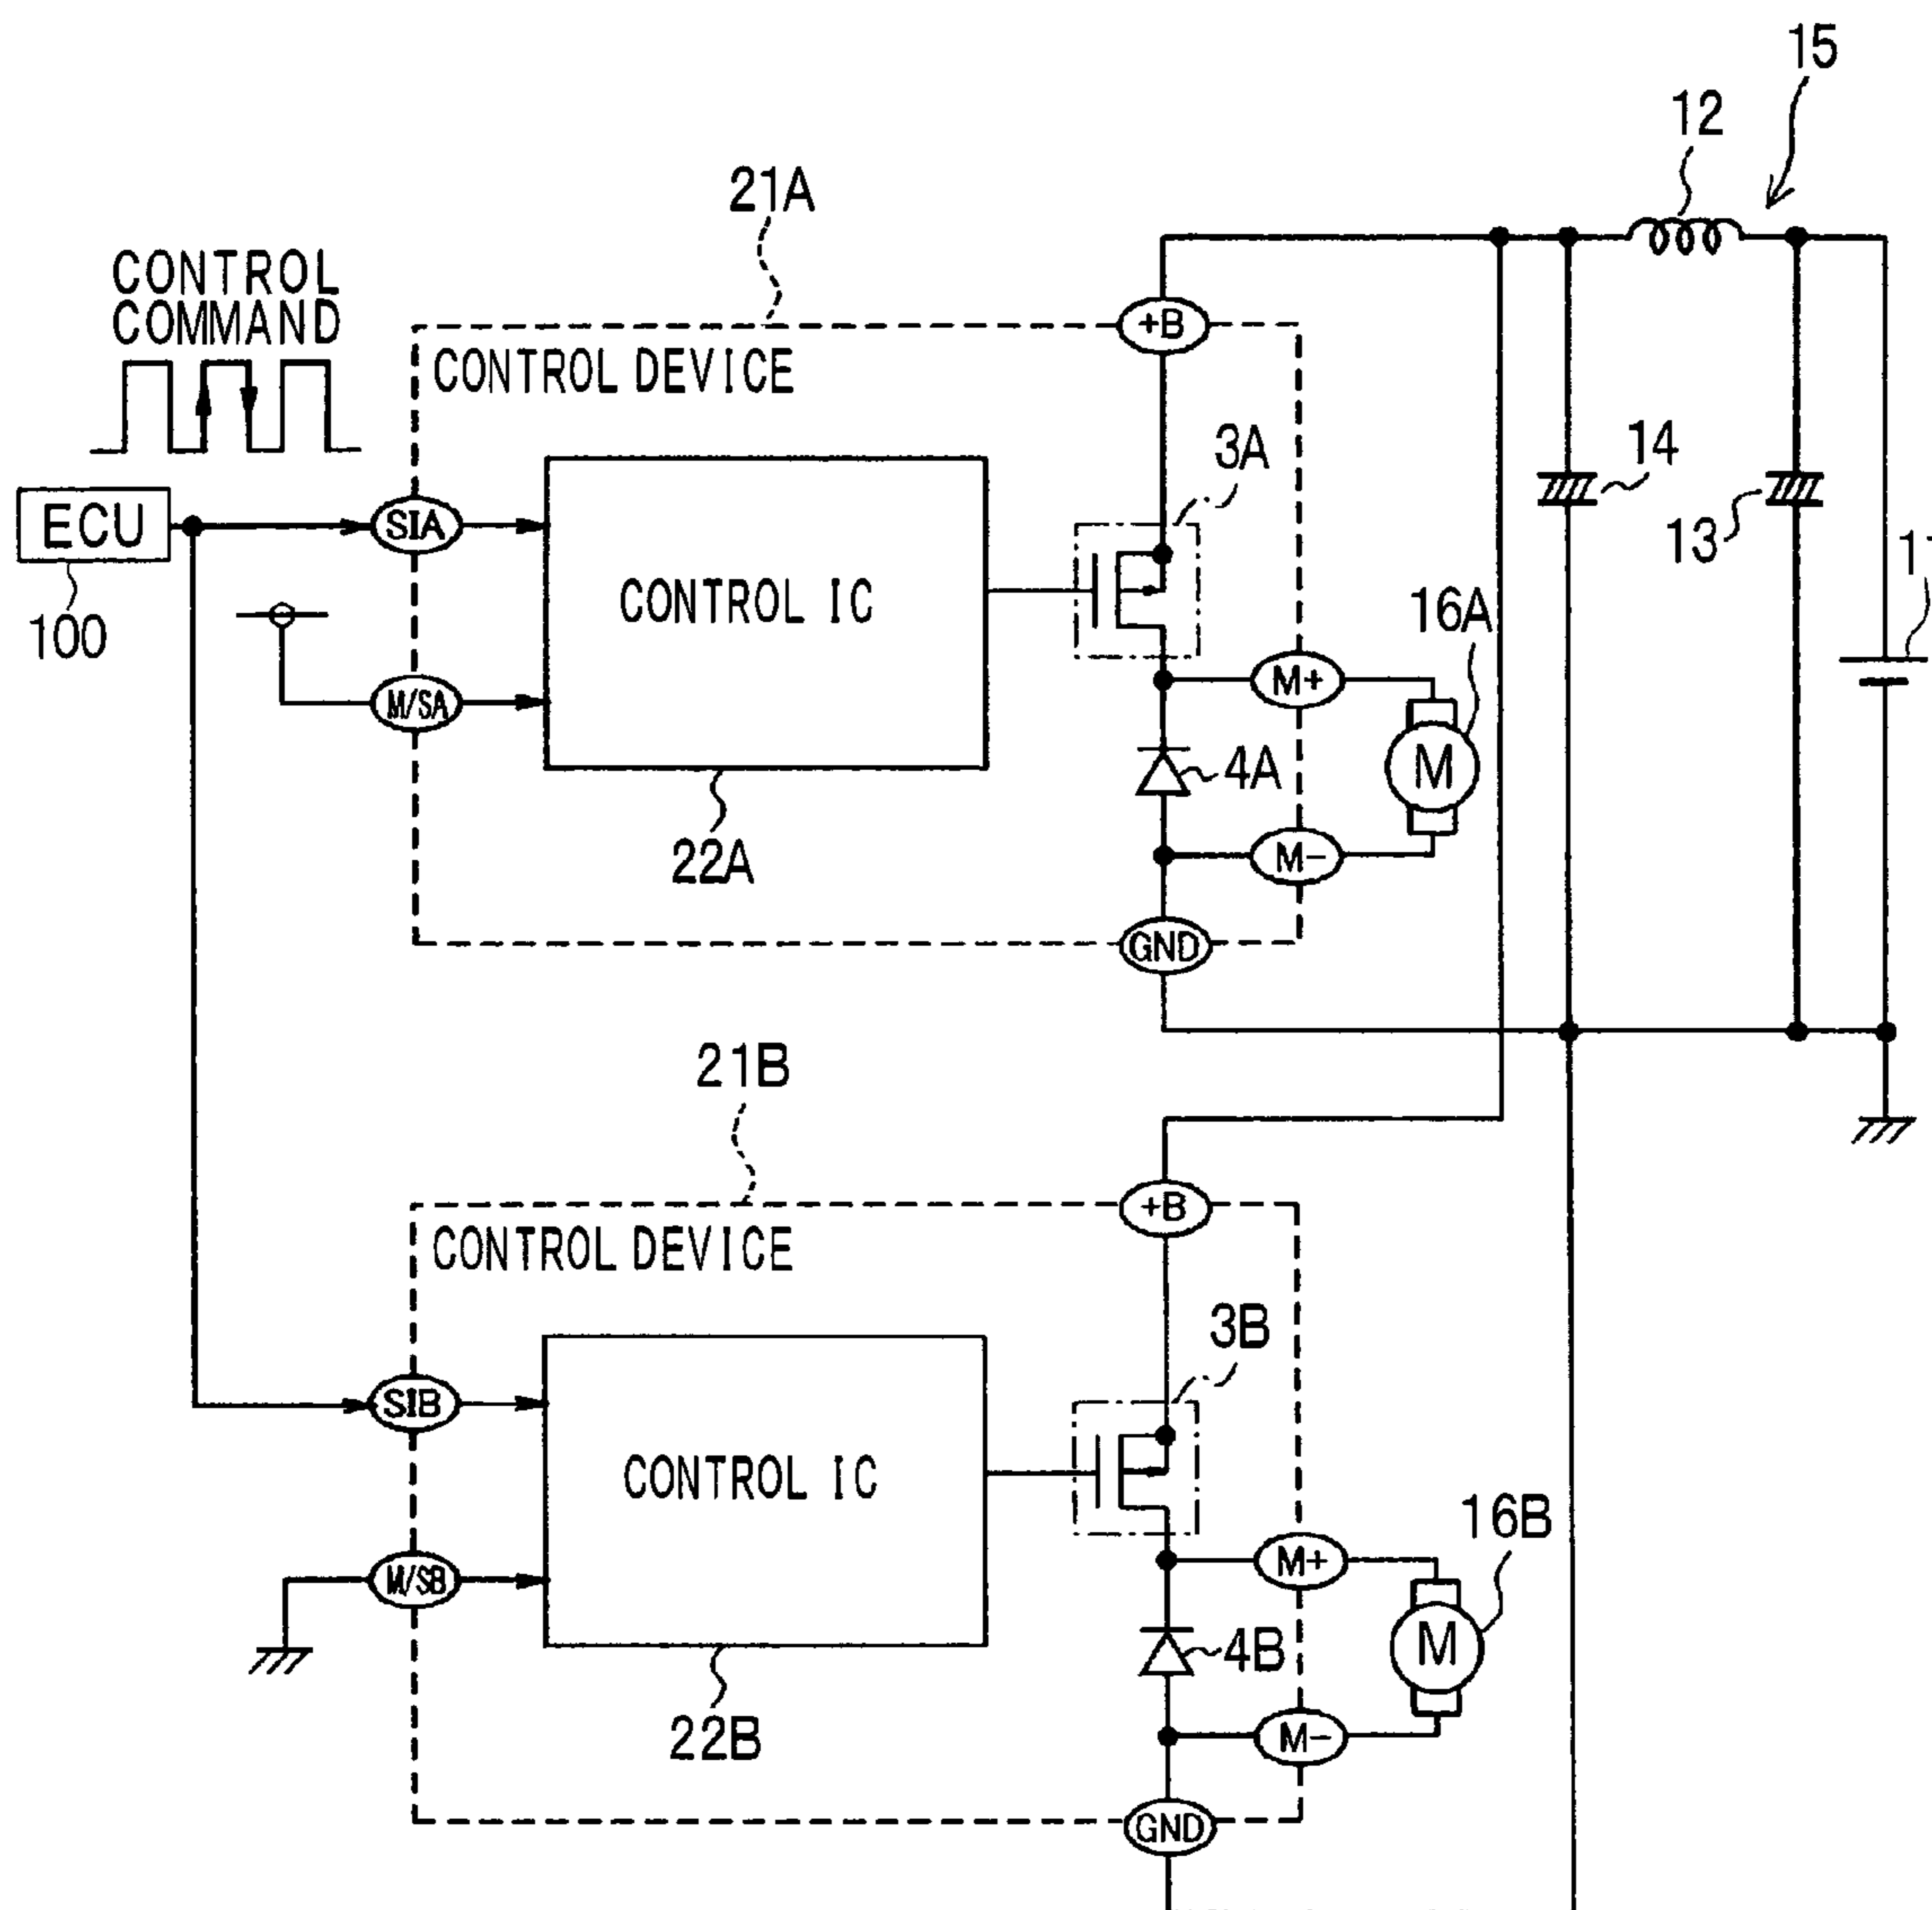 15
12
21A
CONTROL
COMMAND
+B
CONTROL DEVICE
3A
14
ECU
SIA
13
CONTROL IC
100
16A
M/SA
M+
4A
M
22A
M-
GND
21B
+B
CONTROL DEVICE
3B
SIB
CONTROL IC
16B
M/SB
M+
4B
M
22B
M-
GND